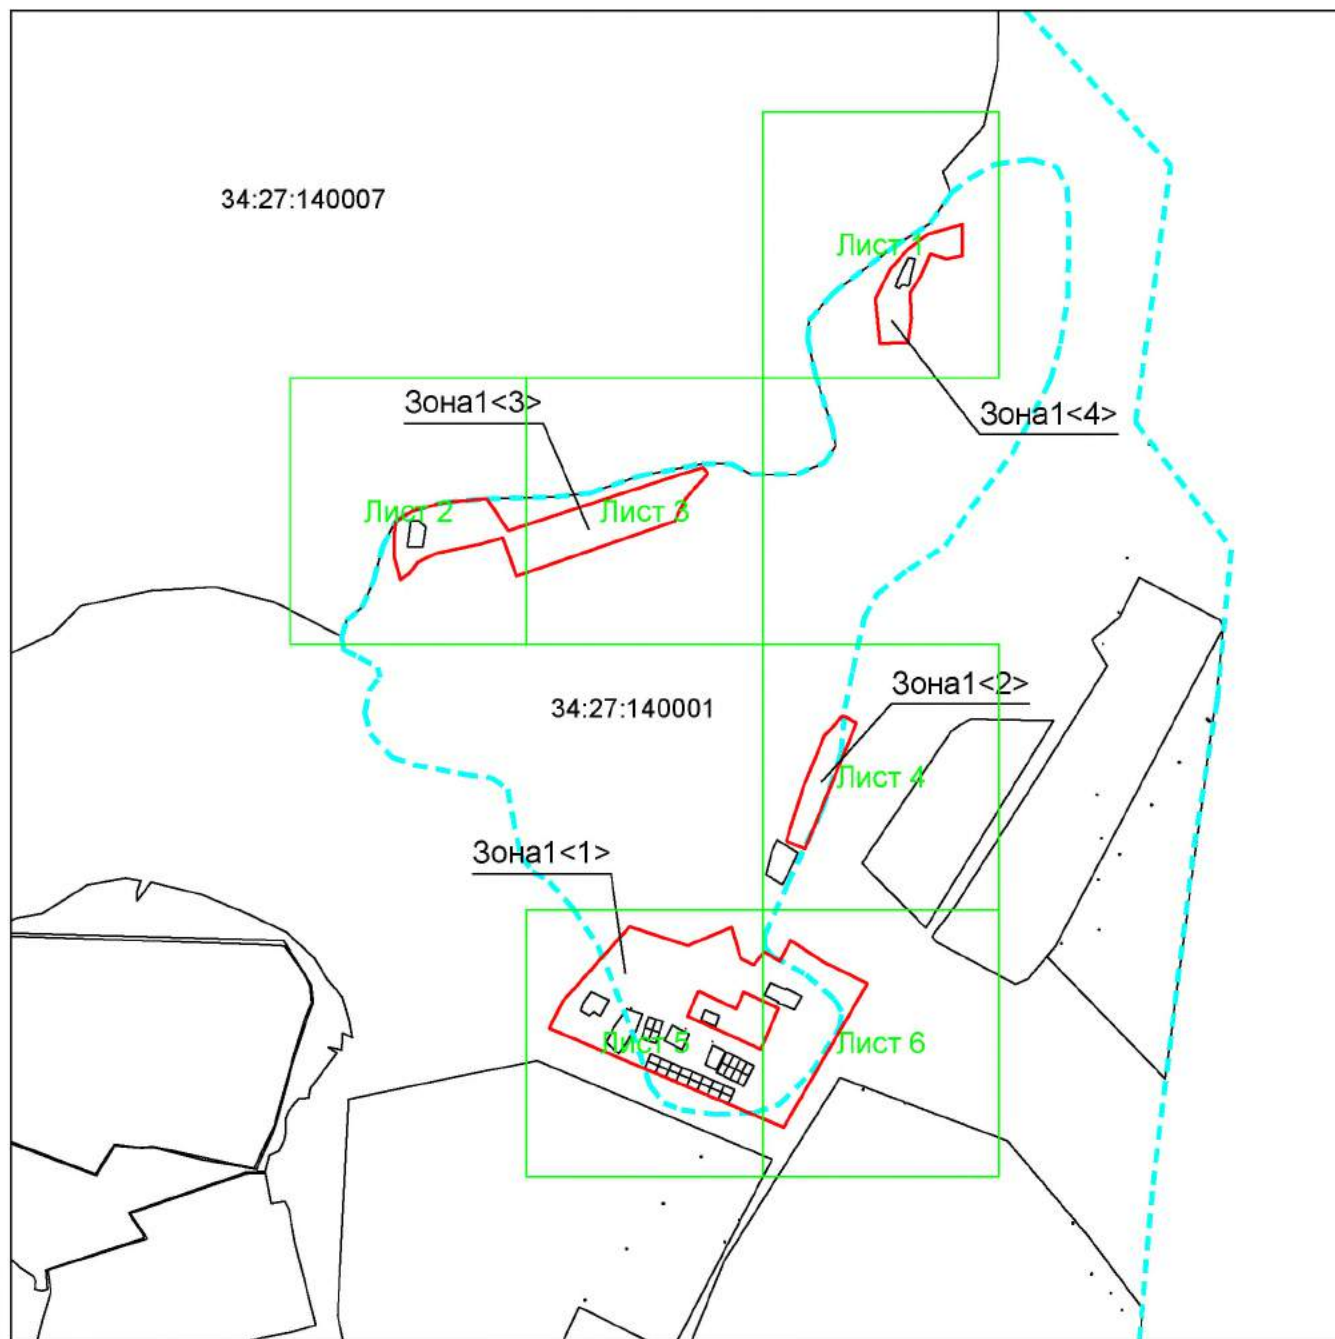 34:27:140007
Лист 1
Зона1<3>
Зона1<4>
Лист 2
Лист 3
Зона1<2>
34:27:140001
Лист 4
Зона1<1>
Лист 5
Лист 6